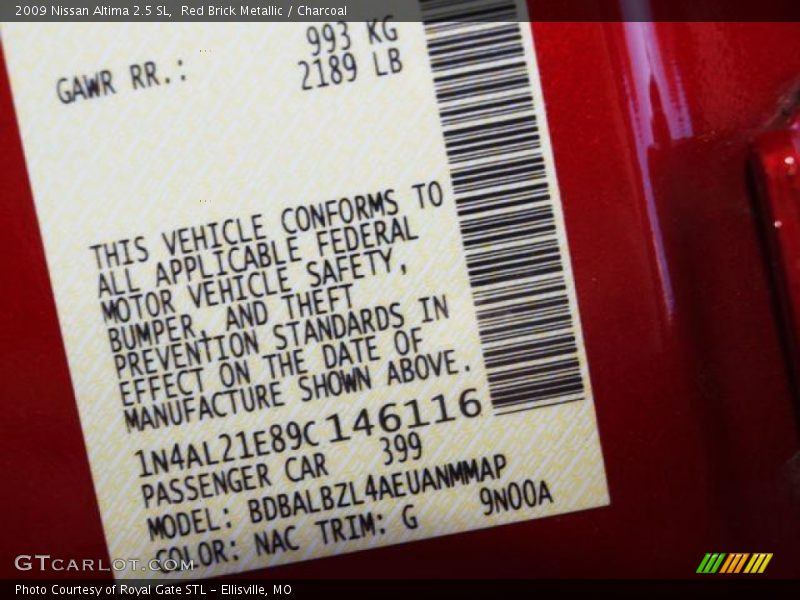 2009 Nissan Altima 2.5 SL, Red Brick Metallic / Charcoal
993 KG
GAWR RR.: 2189 LB
THIS VEHICLE CONFORMS TO
ALL APPLICABLE FEDERAL
MOTOR VEHICLE SAFETY,
BUMPER, AND THEFT
PREVENTION STANDARDS IN
EFFECT ON THE DATE OF
MANUFACTURE SHOWN ABOVE.
1N4AL21E89C146116
PASSENGER CAR 399
MODEL: BDBALBZL4AEUANMMAP
COLOR: NAC TRIM: G 9N00A
GTCARLOT.COM
Photo Courtesy of Royal Gate STL - Ellisville, MO